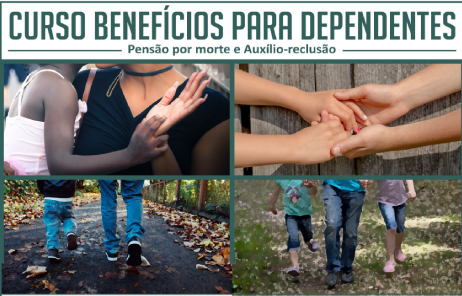 CURSO BENEFÍCIOS PARA DEPENDENTES
Pensão por morte e Auxílio-reclusão